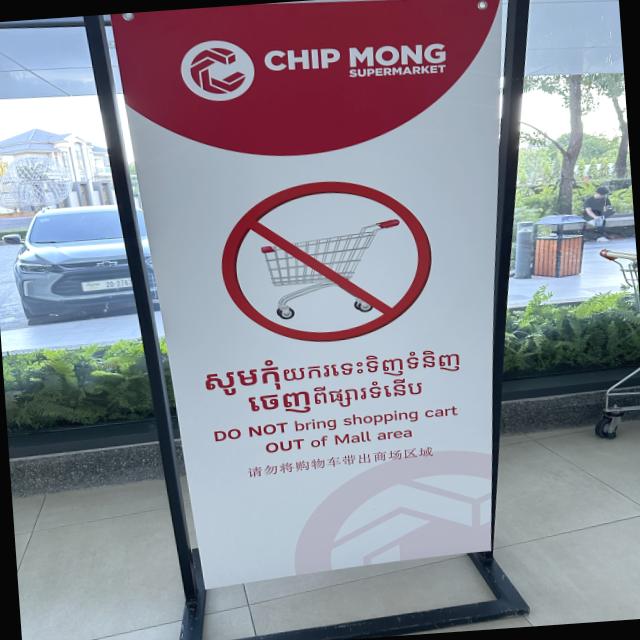 CHIP MONG
SUPERMARKET
សូមកុំយករទេះទិញទំនិញ
ចេញពីផ្សារទំនើប
DO NOT bring shopping cart
OUT of Mall area
请勿将购物车带出商场区域